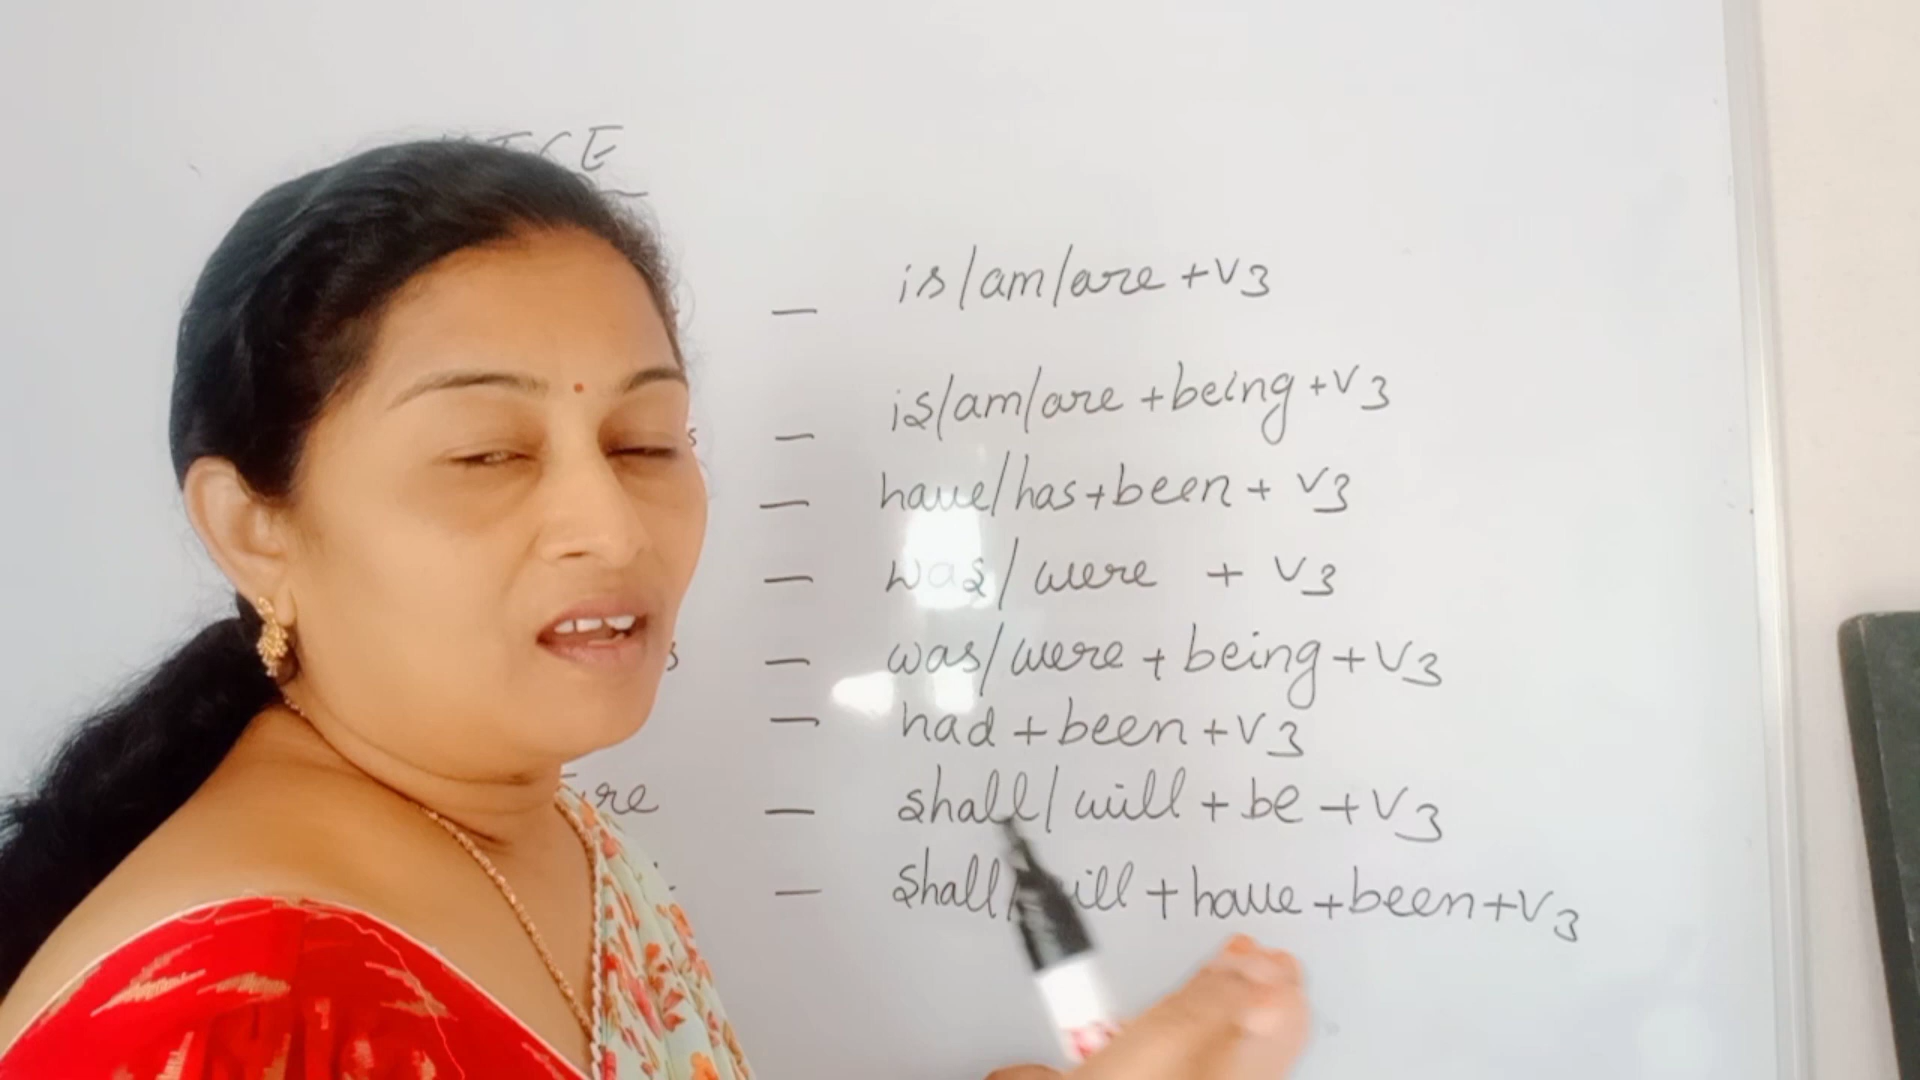 is/am/are + V3
is/am/are + being + V3
have/has + been + V3
was/were + V3
was/were + being + V3
had + been + V3
shall/will + be + V3
shall/will + have + been + V3